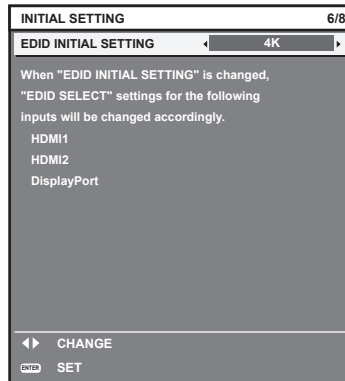 INITIAL SETTING 6/8
EDID INITIAL SETTING 4K
When "EDID INITIAL SETTING" is changed,
"EDID SELECT" settings for the following
inputs will be changed accordingly.
HDMI1
HDMI2
DisplayPort
CHANGE
ENTER SET